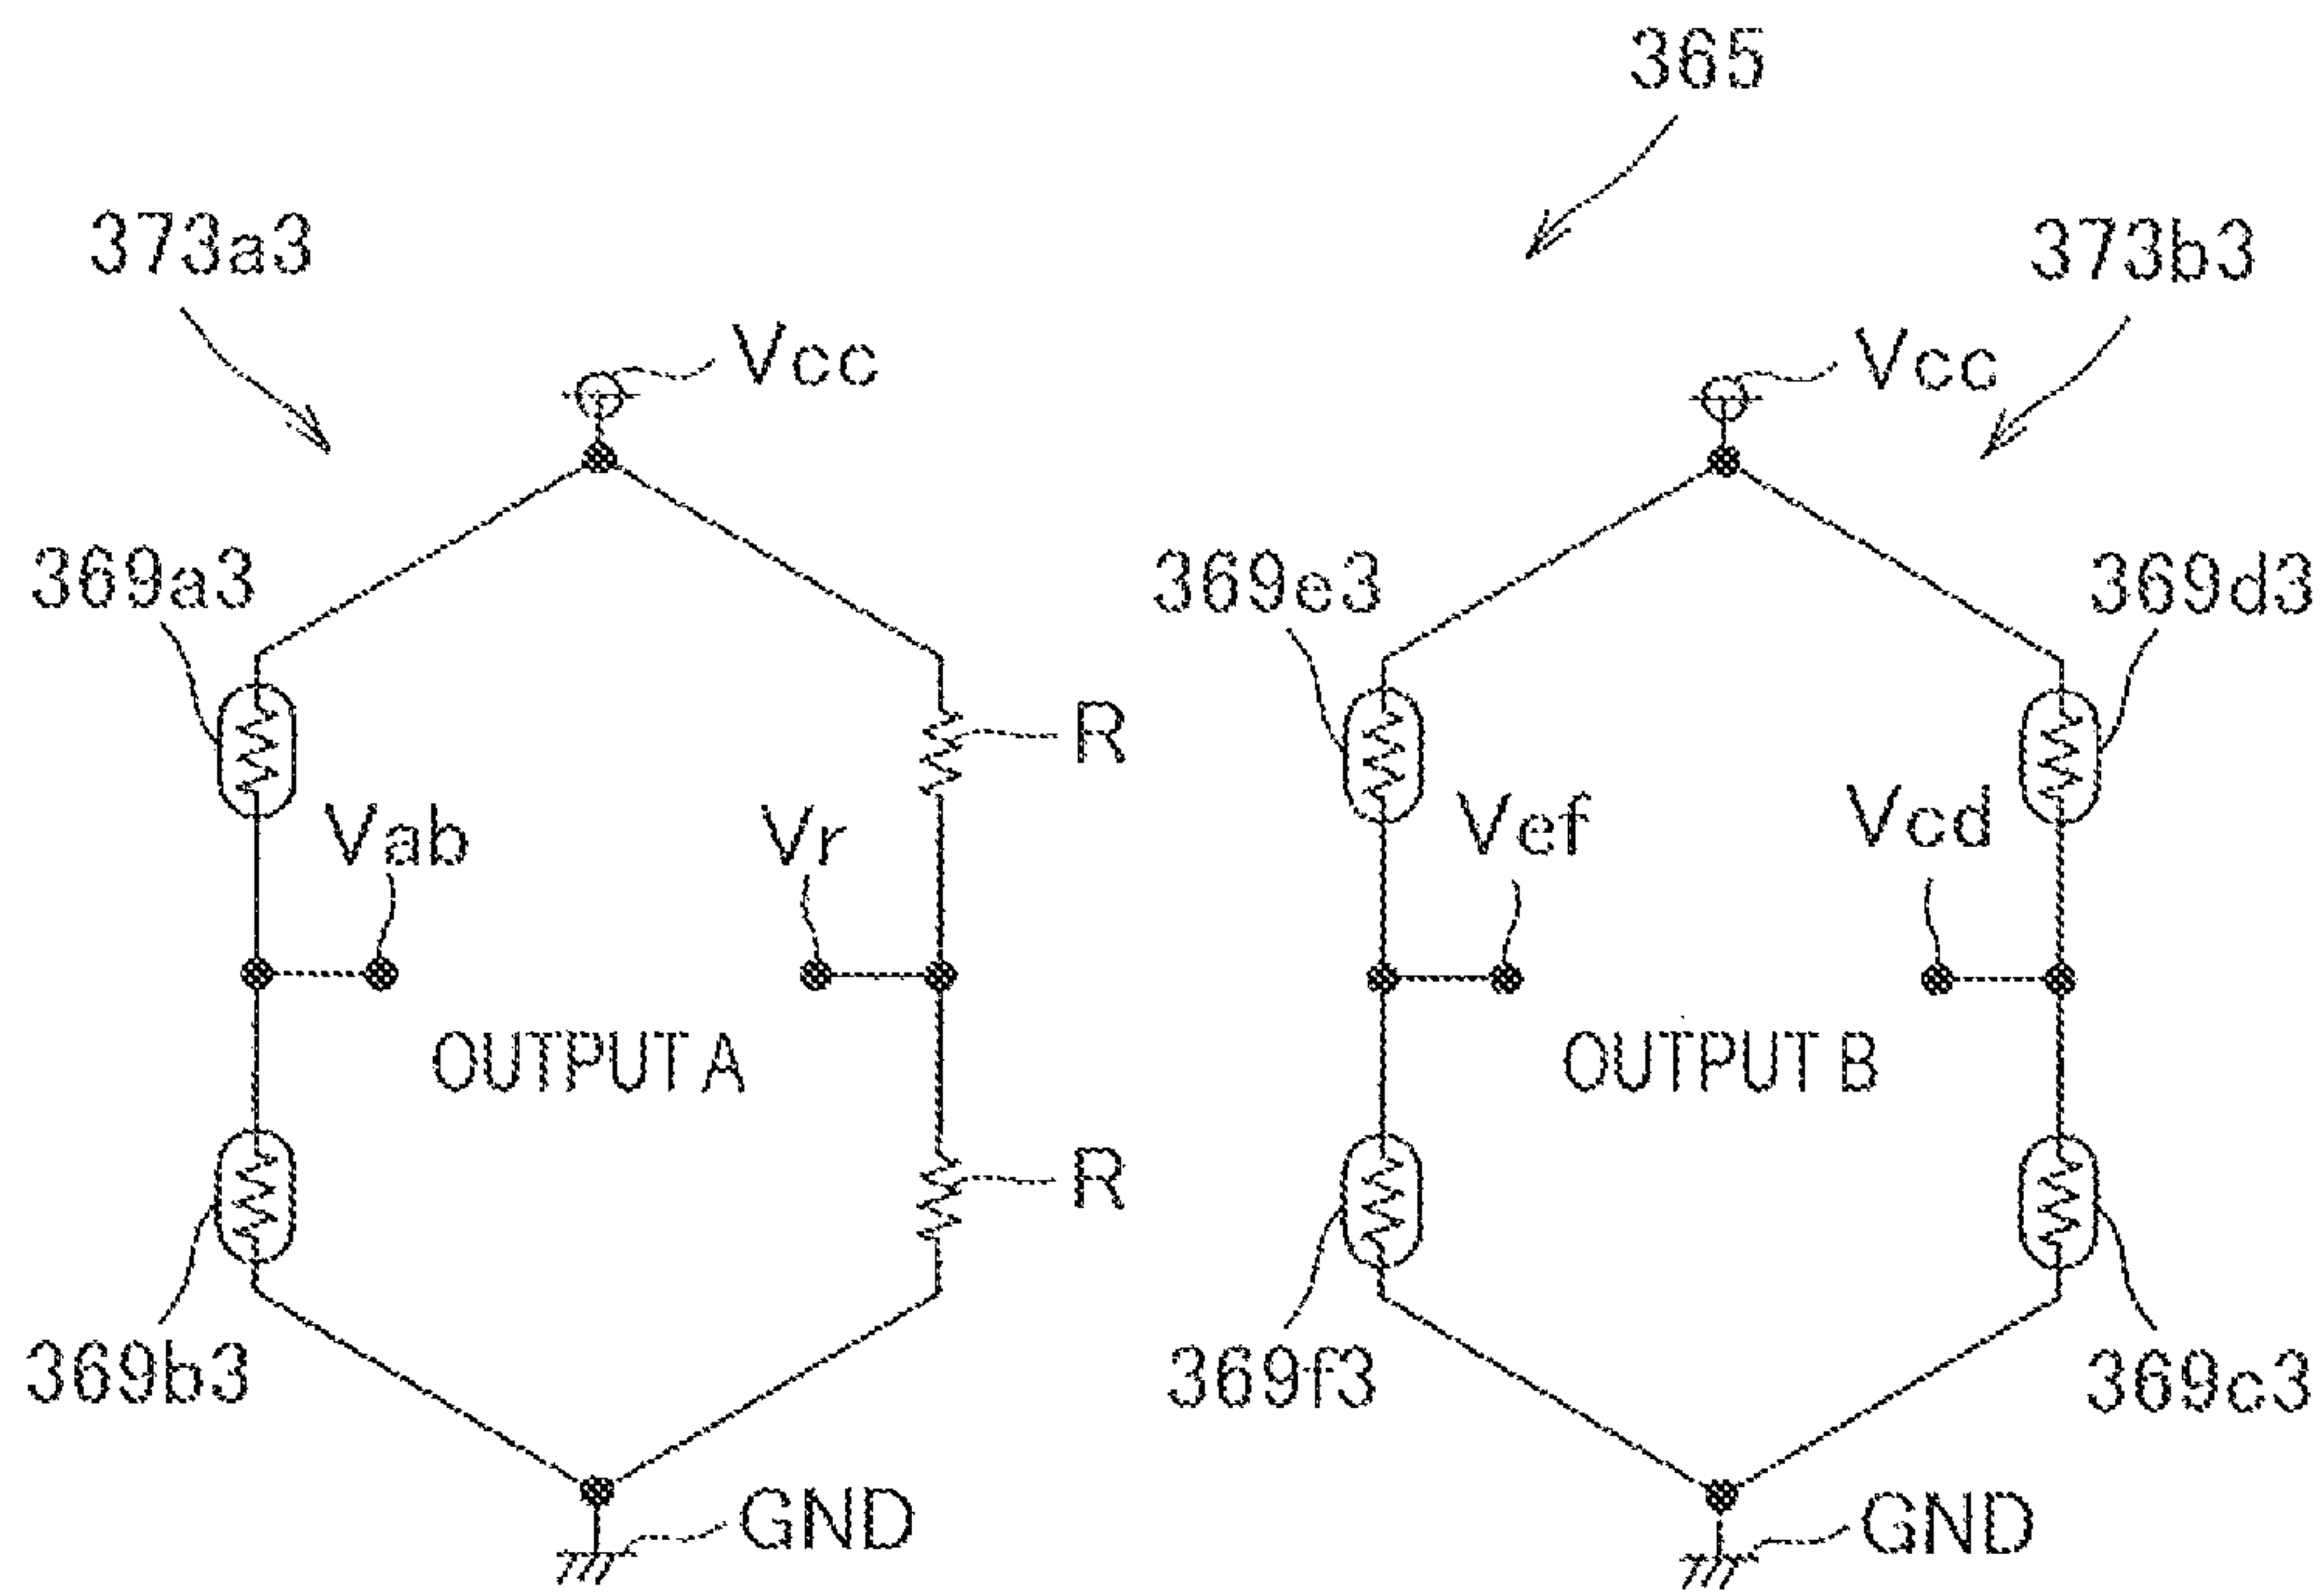 365
373a3
373b3
Vcc
Vcc
369a3
369e3
369d3
R
Vab
Vr
Vef
Vcd
OUTPUT A
OUTPUT B
R
369b3
369f3
369c3
GND
GND